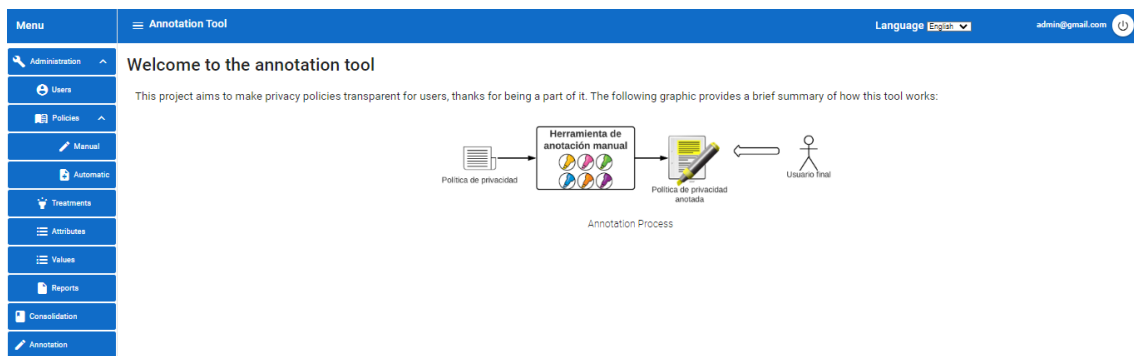 Menu
Annotation Tool
Language English
admin@gmail.com
Administration
Users
Policies
Manual
Automatic
Treatments
Attributes
Values
Reports
Consolidation
Annotation
Welcome to the annotation tool
This project aims to make privacy policies transparent for users, thanks for being a part of it. The following graphic provides a brief summary of how this tool works:
Política de privacidad
Herramienta de
anotación manual
Política de privacidad
anotada
Usuario final
Annotation Process